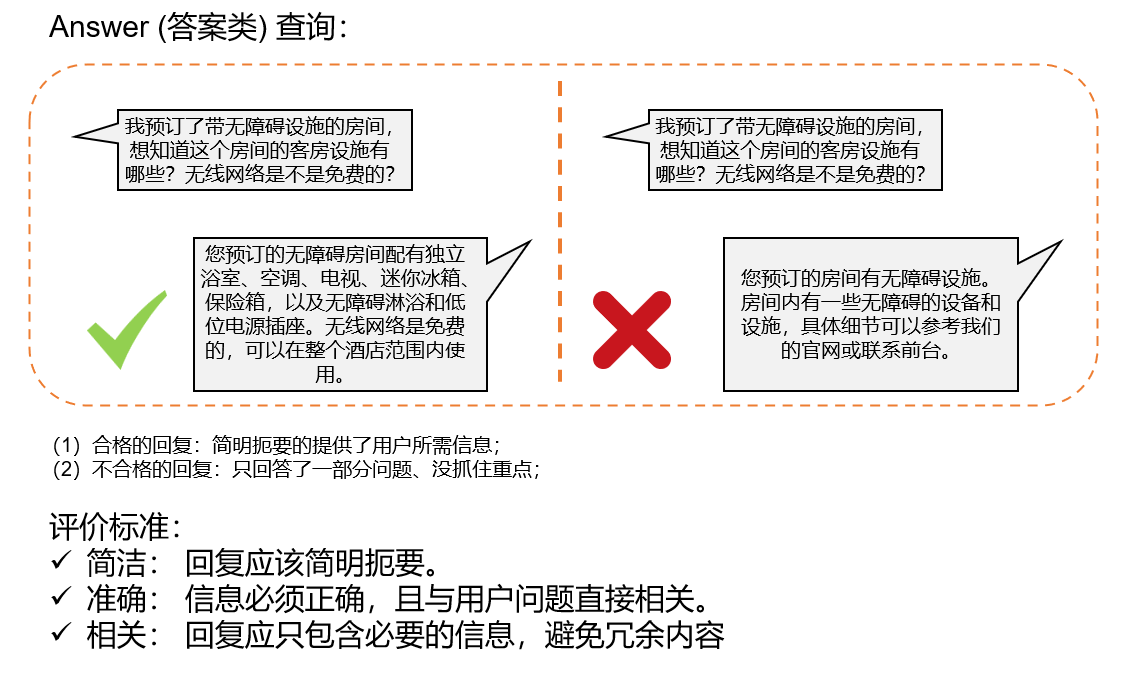 Answer (答案类) 查询：
我预订了带无障碍设施的房间，
想知道这个房间的客房设施有
哪些？无线网络是不是免费的？
您预订的无障碍房间配有独立
浴室、空调、电视、迷你冰箱、
保险箱，以及无障碍淋浴和低
位电源插座。无线网络是免费
的，可以在整个酒店范围内使
用。
我预订了带无障碍设施的房间，
想知道这个房间的客房设施有
哪些？无线网络是不是免费的？
您预订的房间有无障碍设施。
房间内有一些无障碍的设备和
设施，具体细节可以参考我们
的官网或联系前台。
（1）合格的回复：简明扼要的提供了用户所需信息；
（2）不合格的回复：只回答了一部分问题、没抓住重点；
评价标准：
✓ 简洁： 回复应该简明扼要。
✓ 准确： 信息必须正确，且与用户问题直接相关。
✓ 相关： 回复应只包含必要的信息，避免冗余内容